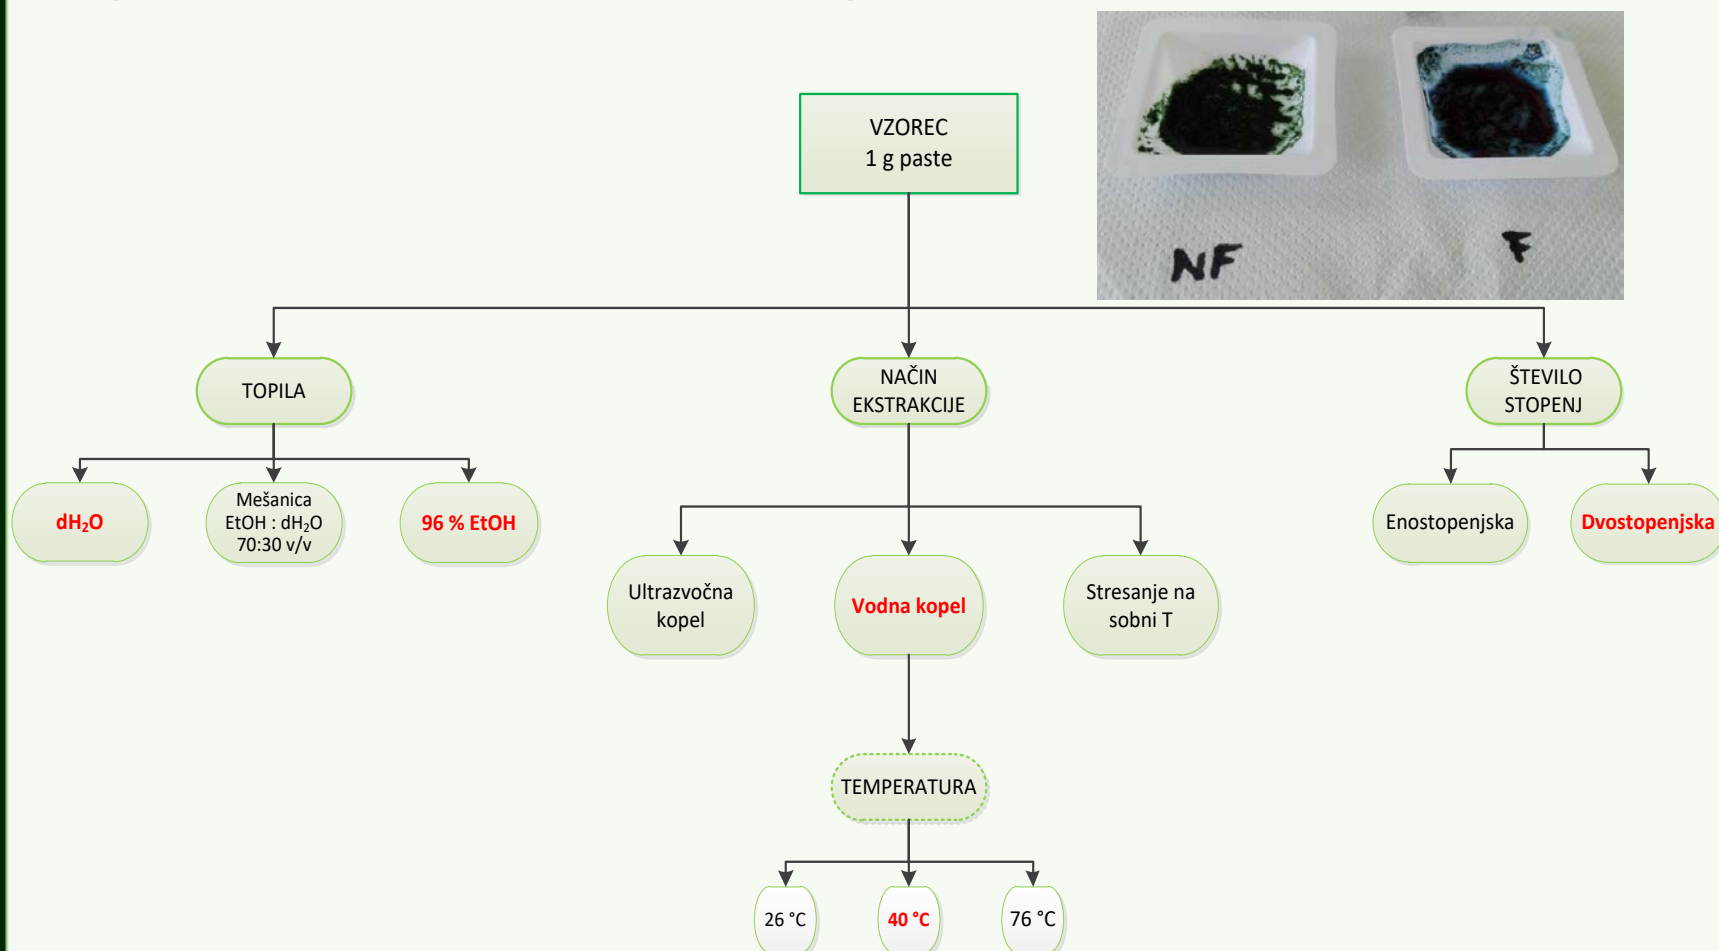 VZOREC
1 g paste
NF
F
TOPILA
NAČIN
EKSTRAKCIJE
ŠTEVILO
STOPENJ
dH₂O
Mešanica
EtOH : dH₂O
70:30 v/v
96 % EtOH
Enostopenjska
Dvostopenjska
Ultrazvočna
kopel
Vodna kopel
Stresanje na
sobni T
TEMPERATURA
26 °C
40 °C
76 °C